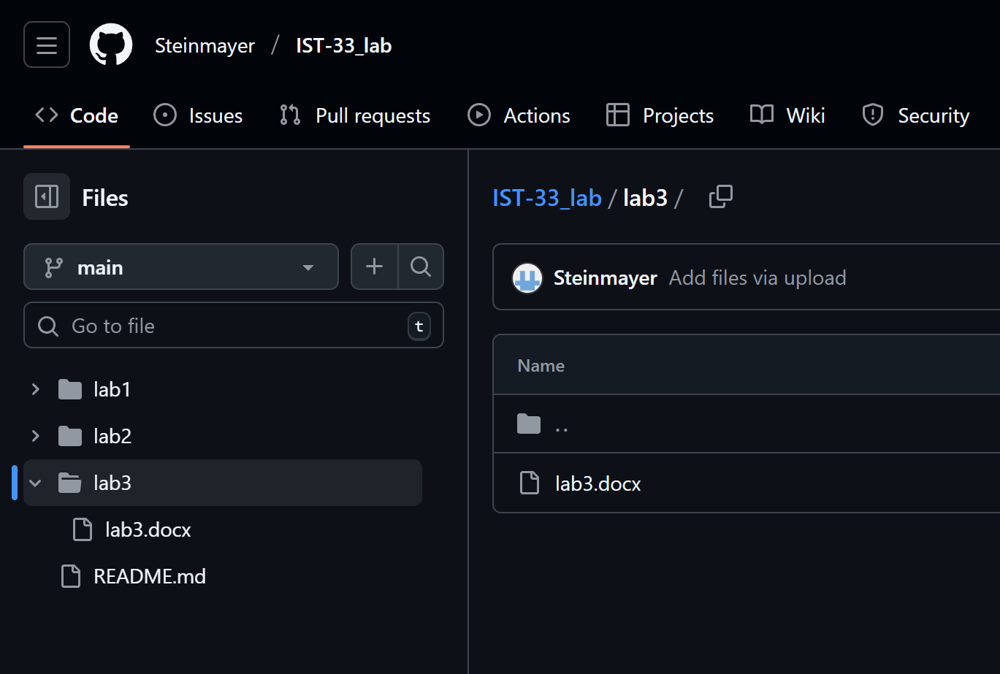 Steinmayer / IST-33_lab
Code Issues Pull requests Actions Projects Wiki Security
Files
main
Go to file t
lab1
lab2
lab3
lab3.docx
README.md
IST-33_lab / lab3 /
Steinmayer Add files via upload
Name
..
lab3.docx